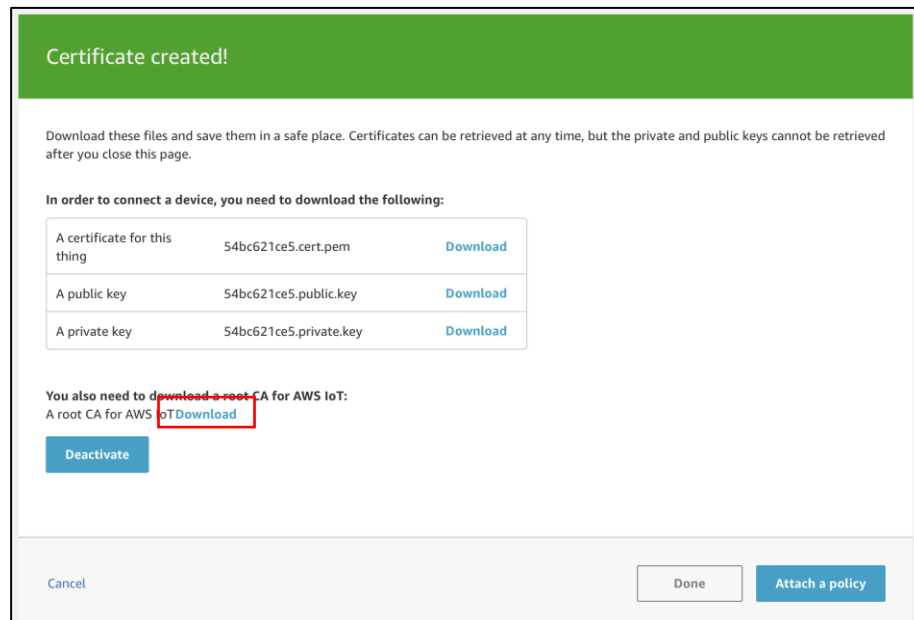 Certificate created!
Download these files and save them in a safe place. Certificates can be retrieved at any time, but the private and public keys cannot be retrieved
after you close this page.
In order to connect a device, you need to download the following:
A certificate for this
thing
54bc621ce5.cert.pem
Download
A public key
54bc621ce5.public.key
Download
A private key
54bc621ce5.private.key
Download
You also need to download a root CA for AWS IoT:
A root CA for AWS IoTDownload
Deactivate
Cancel
Done
Attach a policy